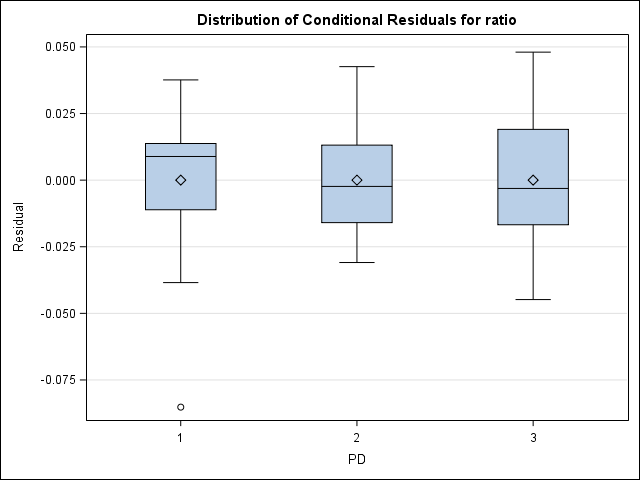 Distribution of Conditional Residuals for ratio
0.050
0.025
0.000
-0.025
-0.050
-0.075
Residual
1 2 3
PD